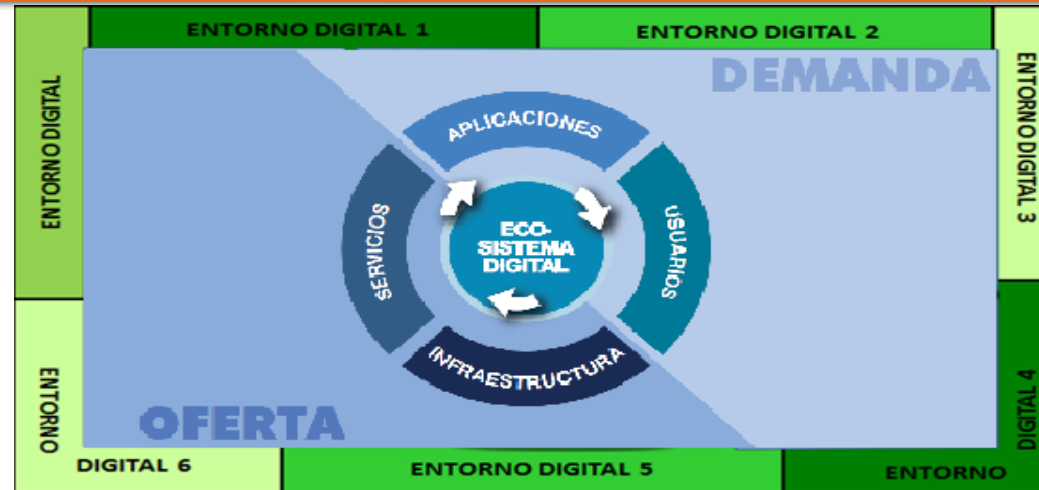 ENTORNO DIGITAL 1
ENTORNO DIGITAL 2
ENTORNO DIGITAL
DEMANDA
ENTORNO DIGITAL 3
APLICACIONES
SERVICIOS
ECO-
SISTEMA
DIGITAL
USUARIOS
INFRAESTRUCTURA
OFERTA
ENTORNO
DIGITAL 6
ENTORNO DIGITAL 5
ENTORNO
DIGITAL 4